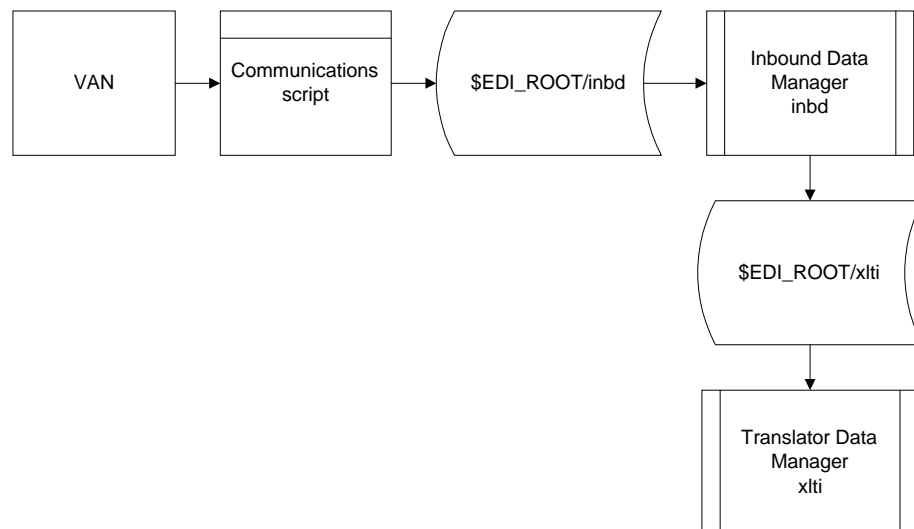 VAN
Communications
script
$EDI_ROOT/inbd
Inbound Data
Manager
inbd
$EDI_ROOT/xlti
Translator Data
Manager
xlti